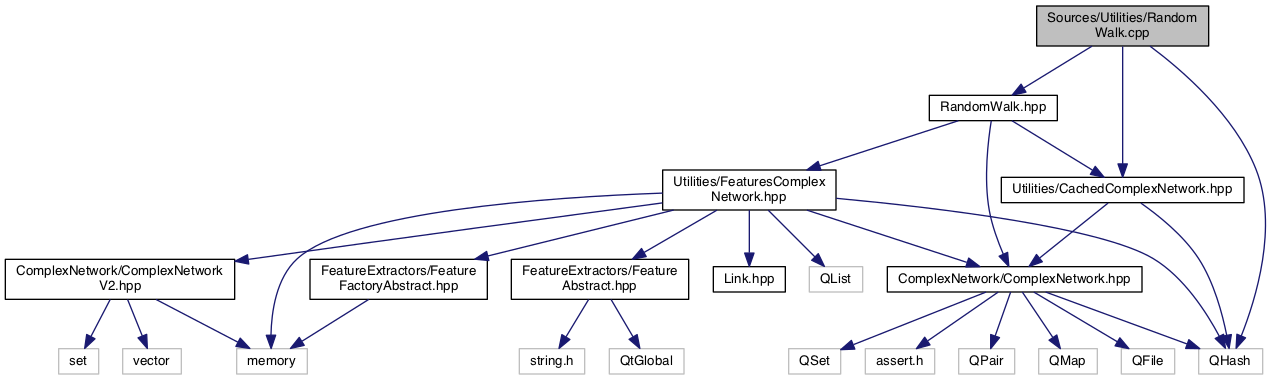 Sources/Utilities/Random
Walk.cpp
RandomWalk.hpp
Utilities/FeaturesComplex
Network.hpp
Utilities/CachedComplexNetwork.hpp
ComplexNetwork/ComplexNetwork
V2.hpp
FeatureExtractors/Feature
FactoryAbstract.hpp
FeatureExtractors/Feature
Abstract.hpp
Link.hpp
QList
ComplexNetwork/ComplexNetwork.hpp
set
vector
memory
string.h
QtGlobal
QSet
assert.h
QPair
QMap
QFile
QHash